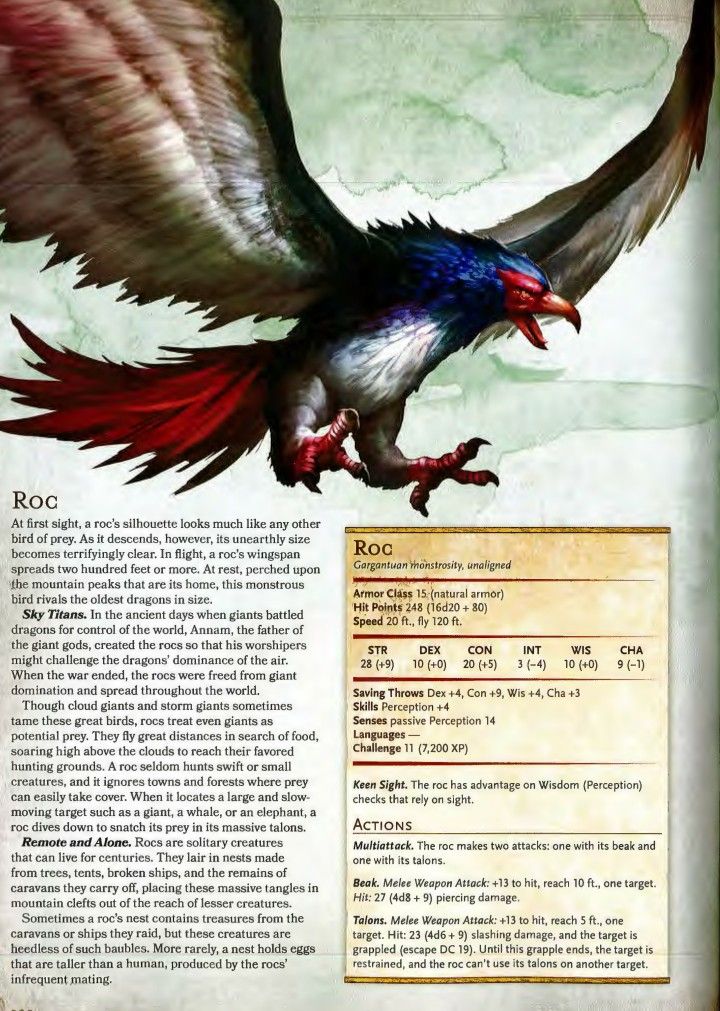 Roc
At first sight, a roc's silhouette looks much like any other
bird of prey. As it descends, however, its unearthly size
becomes terrifyingly clear. In flight, a roc's wingspan
spreads two hundred feet or more. At rest, perched upon
the mountain peaks that are its home, this monstrous
bird rivals the oldest dragons in size.
Sky Titans. In the ancient days when giants battled
dragons for control of the world, Annam, the father of
the giant gods, created the rocs so that his worshipers
might challenge the dragons' dominance of the air.
When the war ended, the rocs were freed from giant
domination and spread throughout the world.
Though cloud giants and storm giants sometimes
tame these great birds, rocs treat even giants as
potential prey. They fly great distances in search of food,
soaring high above the clouds to reach their favored
hunting grounds. A roc seldom hunts swift or small
creatures, and it ignores towns and forests where prey
can easily take cover. When it locates a large and slow-
moving target such as a giant, a whale, or an elephant, a
roc dives down to snatch its prey in its massive talons.
Remote and Alone. Rocs are solitary creatures
that can live for centuries. They lair in nests made
from trees, tents, broken ships, and the remains of
caravans they carry off, placing these massive tangles in
mountain clefts out of the reach of lesser creatures.
Sometimes a roc's nest contains treasures from the
caravans or ships they raid, but these creatures are
heedless of such baubles. More rarely, a nest holds eggs
that are taller than a human, produced by the rocs'
infrequent mating.
Roc
Gargantuan monstrosity, unaligned
Armor Class 15 (natural armor)
Hit Points 248 (16d20 + 80)
Speed 20 ft., fly 120 ft.
STR DEX CON INT WIS CHA
28 (+9) 10 (+0) 20 (+5) 3 (−4) 10 (+0) 9 (−1)
Saving Throws Dex +4, Con +9, Wis +4, Cha +3
Skills Perception +4
Senses passive Perception 14
Languages —
Challenge 11 (7,200 XP)
Keen Sight. The roc has advantage on Wisdom (Perception)
checks that rely on sight.
Actions
Multiattack. The roc makes two attacks: one with its beak and
one with its talons.
Beak. Melee Weapon Attack: +13 to hit, reach 10 ft., one target.
Hit: 27 (4d8 + 9) piercing damage.
Talons. Melee Weapon Attack: +13 to hit, reach 5 ft., one
target. Hit: 23 (4d6 + 9) slashing damage, and the target is
grappled (escape DC 19). Until this grapple ends, the target is
restrained, and the roc can't use its talons on another target.